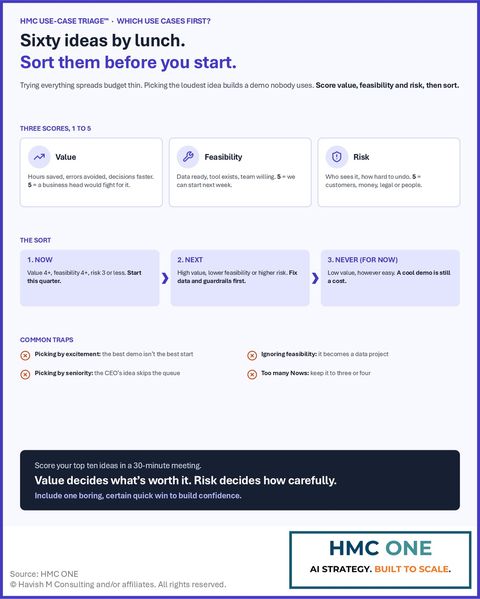 HMC USE-CASE TRIAGE™ · WHICH USE CASES FIRST?
Sixty ideas by lunch.
Sort them before you start.
Trying everything spreads budget thin. Picking the loudest idea builds a demo nobody uses. Score value, feasibility and risk, then sort.
THREE SCORES, 1 TO 5
Value
Hours saved, errors avoided, decisions faster.
5 = a business head would fight for it.
Feasibility
Data ready, tool exists, team willing. 5 = we
can start next week.
Risk
Who sees it, how hard to undo. 5 =
customers, money, legal or people.
THE SORT
1. NOW
Value 4+, feasibility 4+, risk 3 or less. Start
this quarter.
2. NEXT
High value, lower feasibility or higher risk. Fix
data and guardrails first.
3. NEVER (FOR NOW)
Low value, however easy. A cool demo is still
a cost.
COMMON TRAPS
Picking by excitement: the best demo isn't the best start
Ignoring feasibility: it becomes a data project
Picking by seniority: the CEO's idea skips the queue
Too many Nows: keep it to three or four
Score your top ten ideas in a 30-minute meeting.
Value decides what's worth it. Risk decides how carefully.
Include one boring, certain quick win to build confidence.
HMC ONE
AI STRATEGY. BUILT TO SCALE.
Source: HMC ONE
© Havish M Consulting and/or affiliates. All rights reserved.